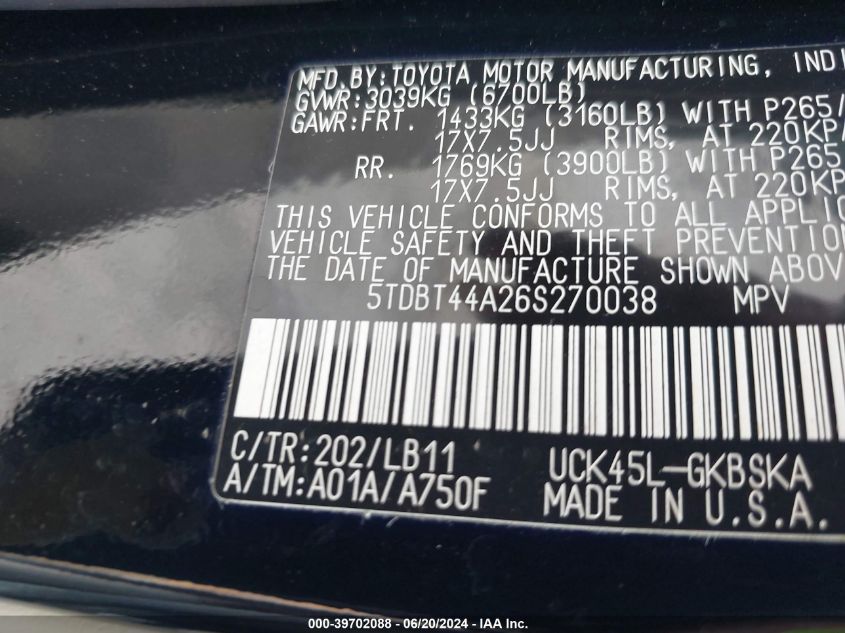 MFD.BY:TOYOTA MOTOR MANUFACTURING, INDI
GVWR:3039KG (6700LB)
GAWR:FRT. 1433KG (3160LB) WITH P265/
17X7.5JJ RIMS, AT 220KP
RR. 1769KG (3900LB) WITH P265
17X7.5JJ RIMS, AT 220KP
THIS VEHICLE CONFORMS TO ALL APPLIC
VEHICLE SAFETY AND THEFT PREVENTION
THE DATE OF MANUFACTURE SHOWN ABOV
5TDBT44A26S270038 MPV
C/TR:202/LB11 UCK45L-GKBSKA
A/TM:A01A/A750F MADE IN U.S.A.
000-39702088 - 06/20/2024 - IAA Inc.